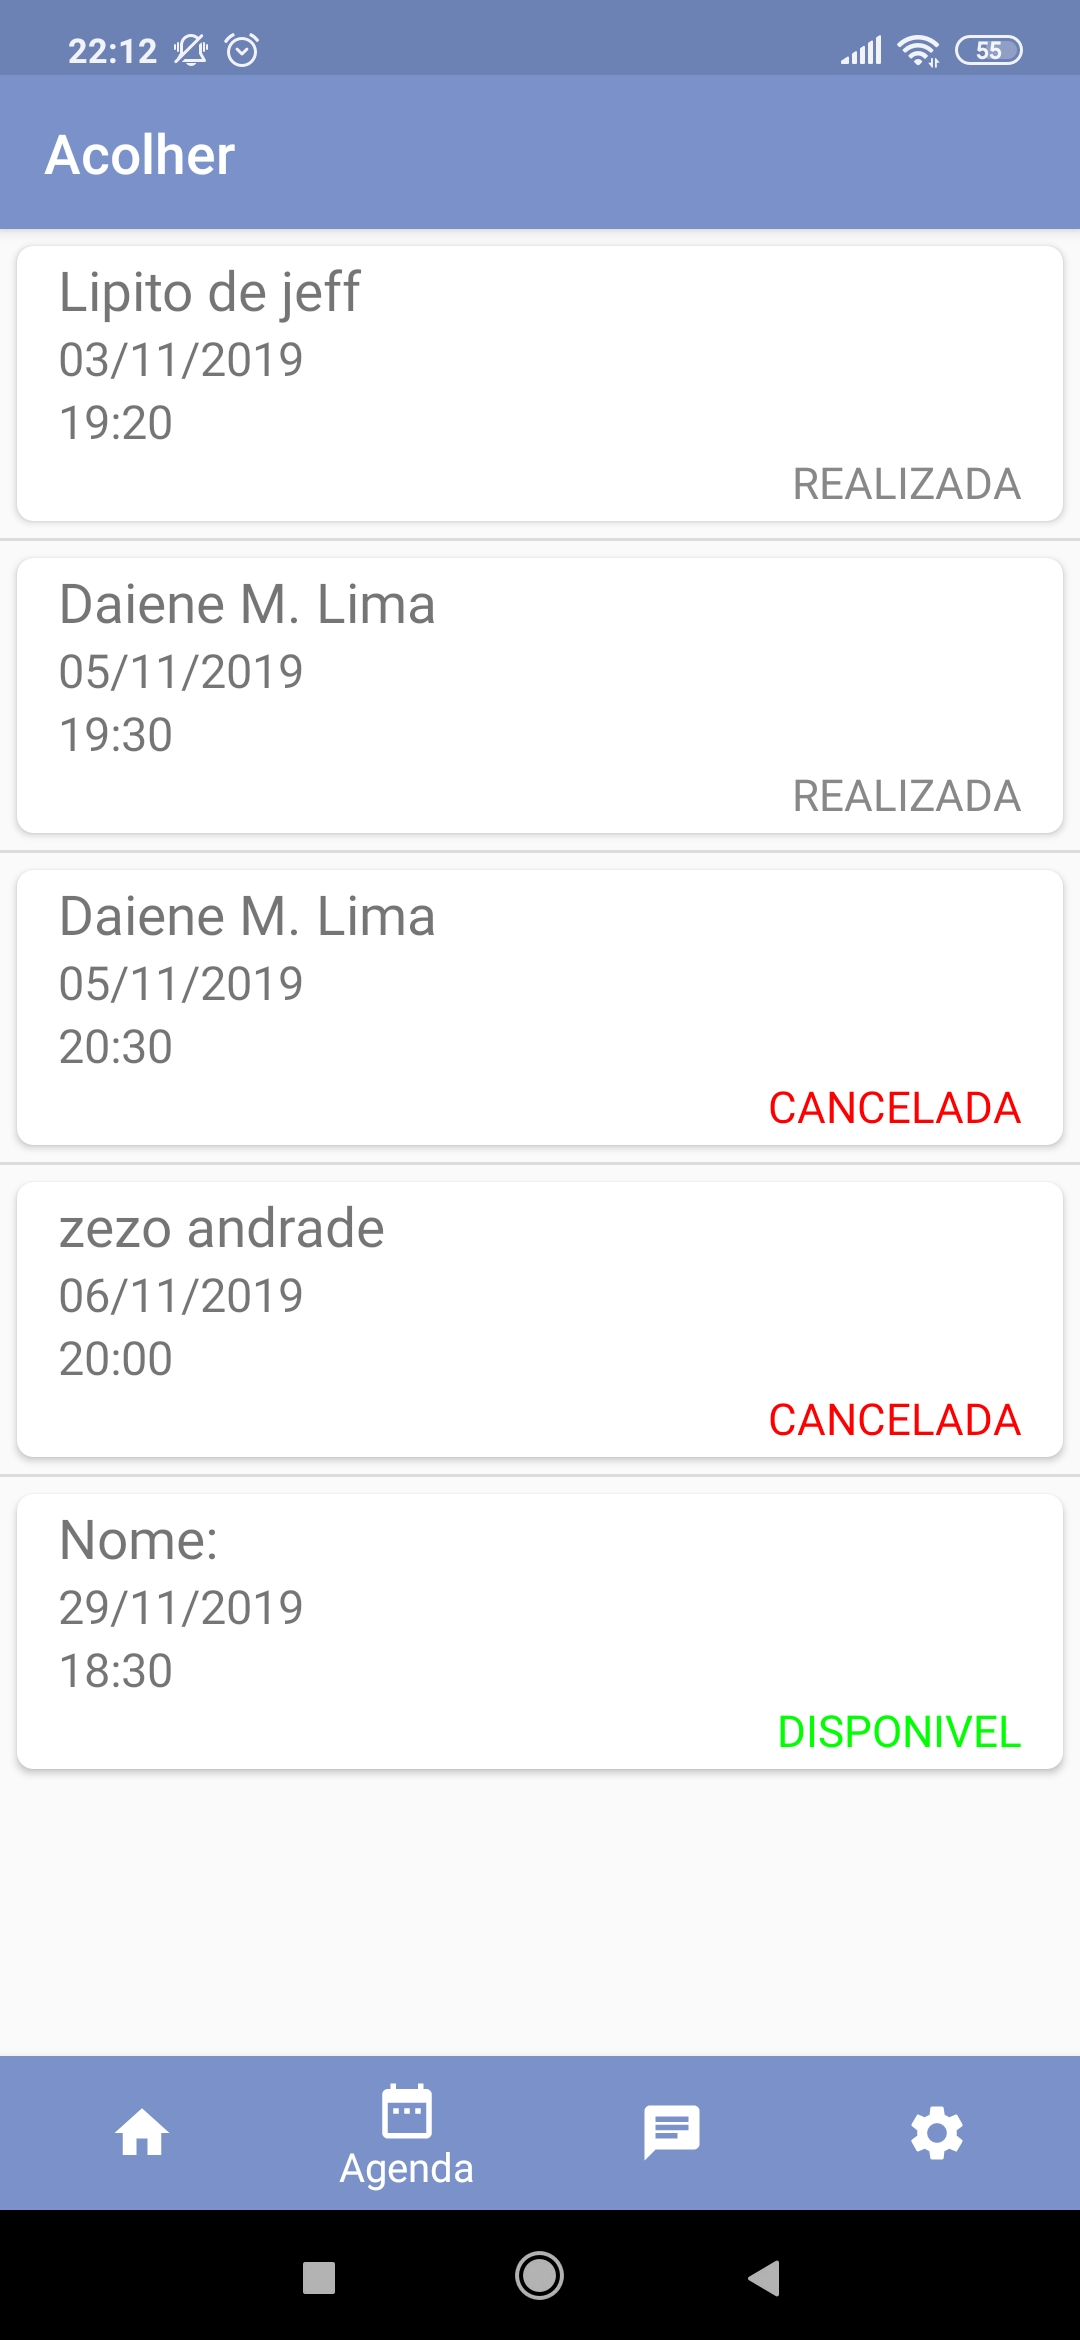 22:12
55
Acolher
Lipito de jeff
03/11/2019
19:20
REALIZADA
Daiene M. Lima
05/11/2019
19:30
REALIZADA
Daiene M. Lima
05/11/2019
20:30
CANCELADA
zezo andrade
06/11/2019
20:00
CANCELADA
Nome:
29/11/2019
18:30
DISPONIVEL
Agenda